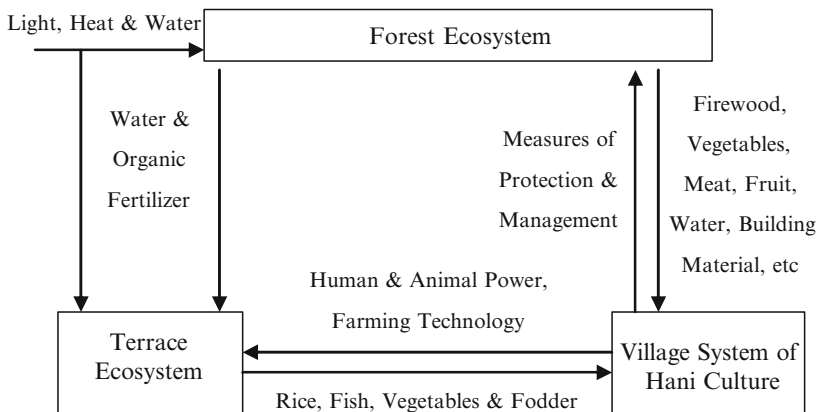 Light, Heat & Water
Forest Ecosystem
Water &
Organic
Fertilizer
Measures of
Protection &
Management
Firewood,
Vegetables,
Meat, Fruit,
Water, Building
Material, etc
Human & Animal Power,
Farming Technology
Terrace
Ecosystem
Village System of
Hani Culture
Rice, Fish, Vegetables & Fodder